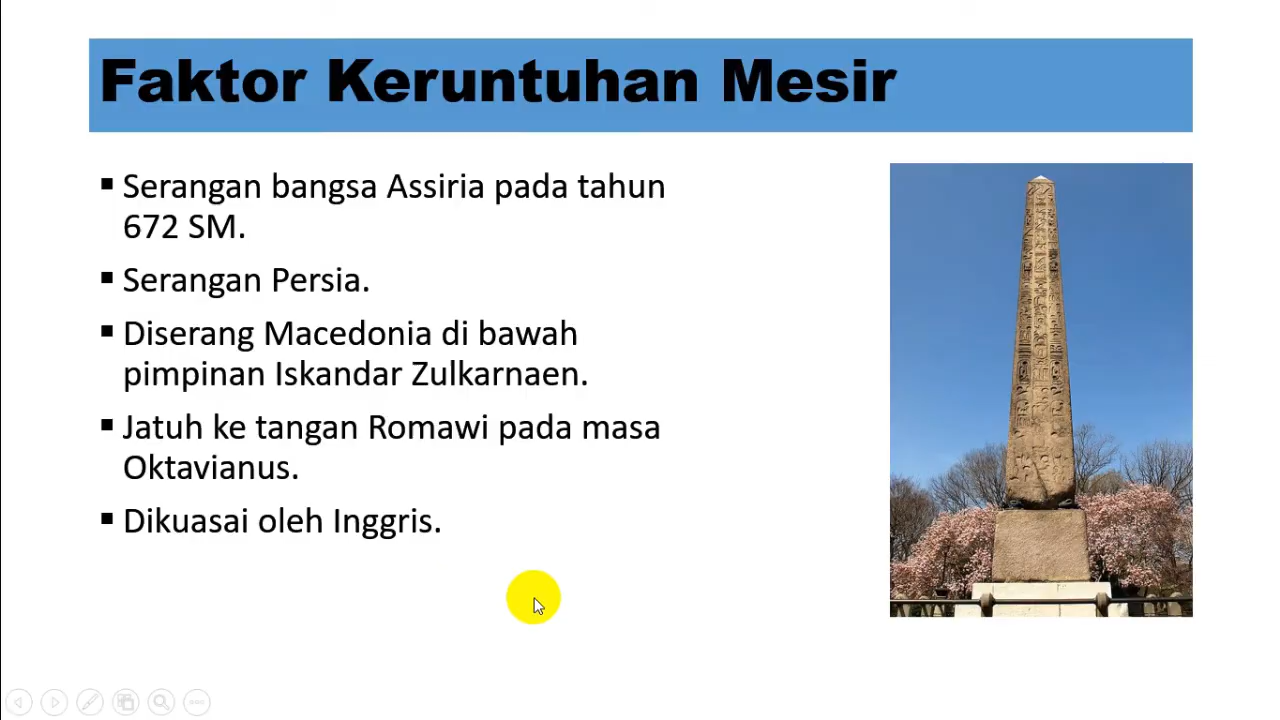 Faktor Keruntuhan Mesir
▪ Serangan bangsa Assiria pada tahun
672 SM.
▪ Serangan Persia.
▪ Diserang Macedonia di bawah
pimpinan Iskandar Zulkarnaen.
▪ Jatuh ke tangan Romawi pada masa
Oktavianus.
▪ Dikuasai oleh Inggris.